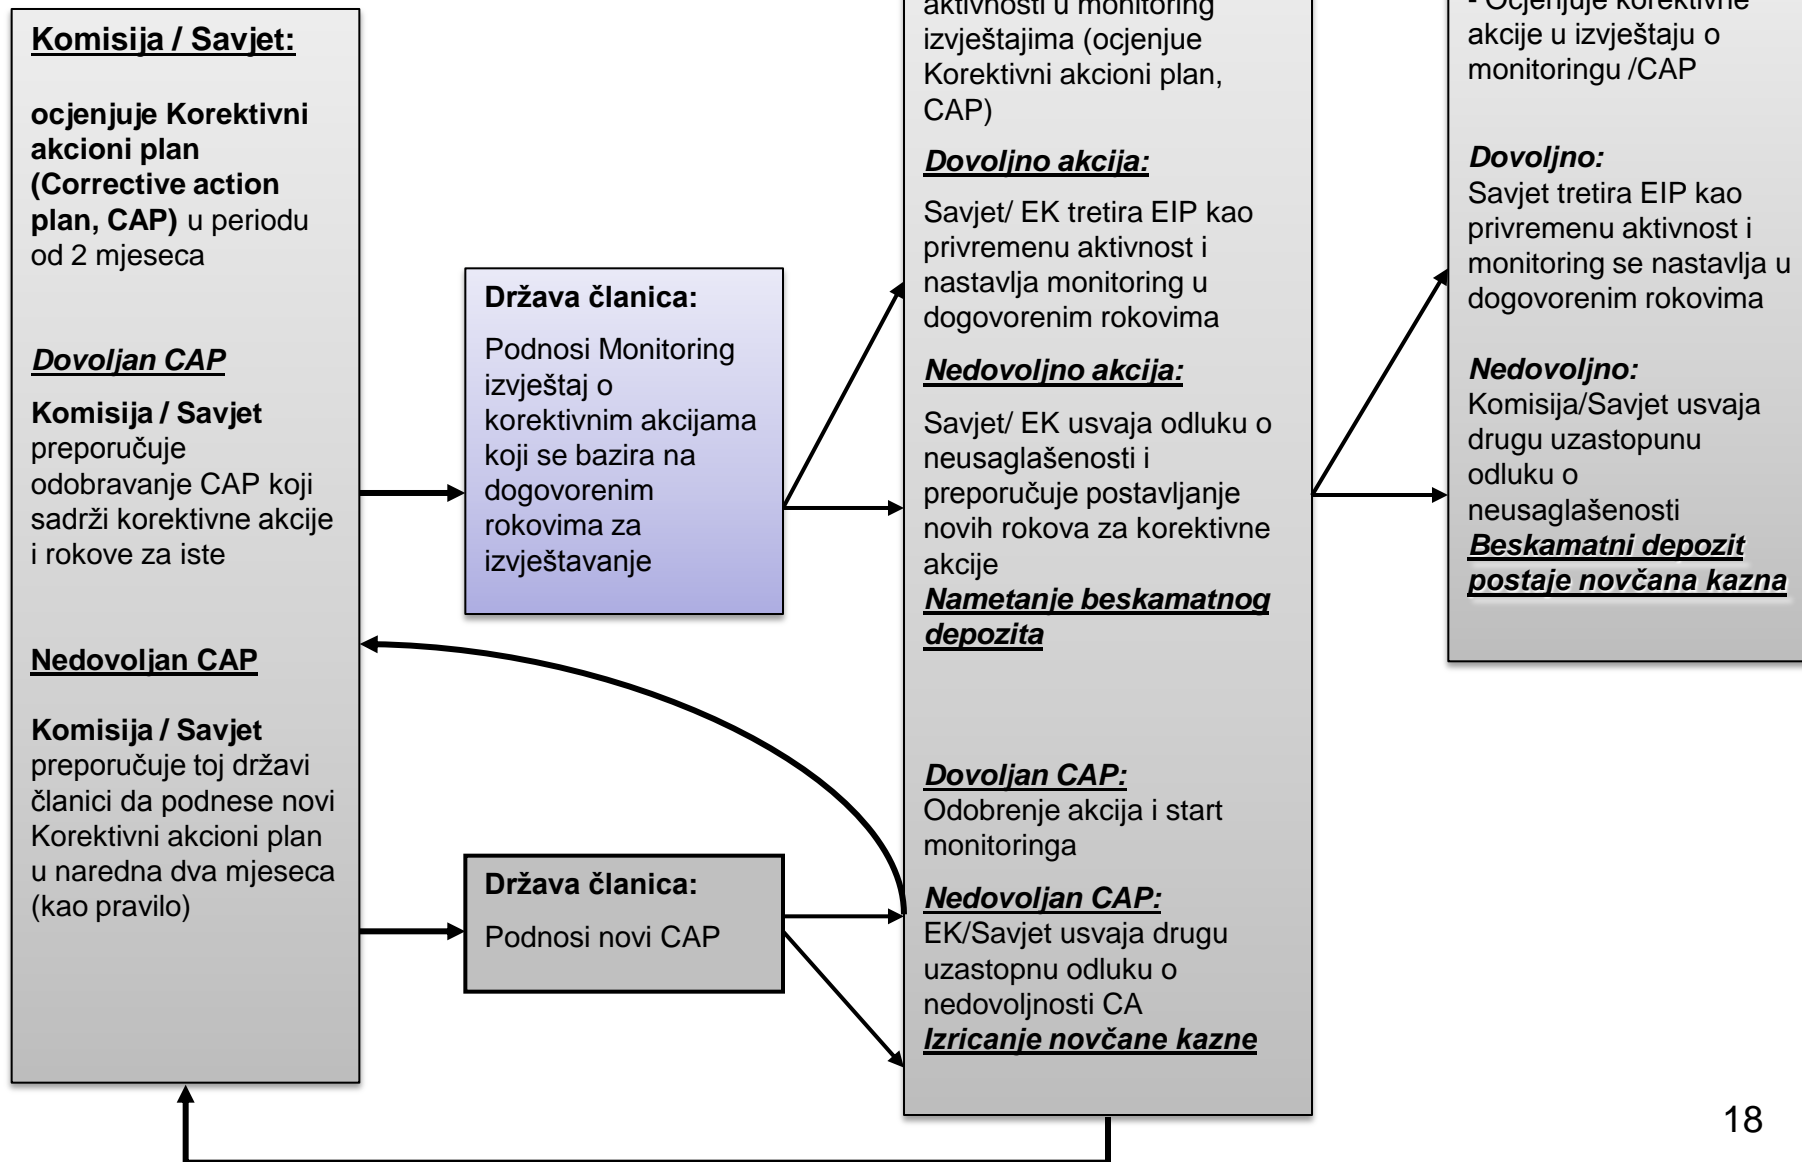 Komisija / Savjet:
ocjenjuje Korektivni
akcioni plan
(Corrective action
plan, CAP) u periodu
od 2 mjeseca
Dovoljan CAP
Komisija / Savjet
preporučuje
odobravanje CAP koji
sadrži korektivne akcije
i rokove za iste
Nedovoljan CAP
Komisija / Savjet
preporučuje toj državi
članici da podnese novi
Korektivni akcioni plan
u naredna dva mjeseca
(kao pravilo)
Država članica:
Podnosi Monitoring
izvještaj o
korektivnim akcijama
koji se bazira na
dogovorenim
rokovima za
izvještavanje
Država članica:
Podnosi novi CAP
aktivnosti u monitoring
izvještajima (ocjenjue
Korektivni akcioni plan,
CAP)
Dovoljno akcija:
Savjet/ EK tretira EIP kao
privremenu aktivnost i
nastavlja monitoring u
dogovorenim rokovima
Nedovoljno akcija:
Savjet/ EK usvaja odluku o
neusaglašenosti i
preporučuje postavljanje
novih rokova za korektivne
akcije
Nametanje beskamatnog
depozita
Dovoljan CAP:
Odobrenje akcija i start
monitoringa
Nedovoljan CAP:
EK/Savjet usvaja drugu
uzastopnu odluku o
nedovoljnosti CA
Izricanje novčane kazne
- Ocjenjuje korektivne
akcije u izvještaju o
monitoringu /CAP
Dovoljno:
Savjet tretira EIP kao
privremenu aktivnost i
monitoring se nastavlja u
dogovorenim rokovima
Nedovoljno:
Komisija/Savjet usvaja
drugu uzastopunu
odluku o
neusaglašenosti
Beskamatni depozit
postaje novčana kazna
18